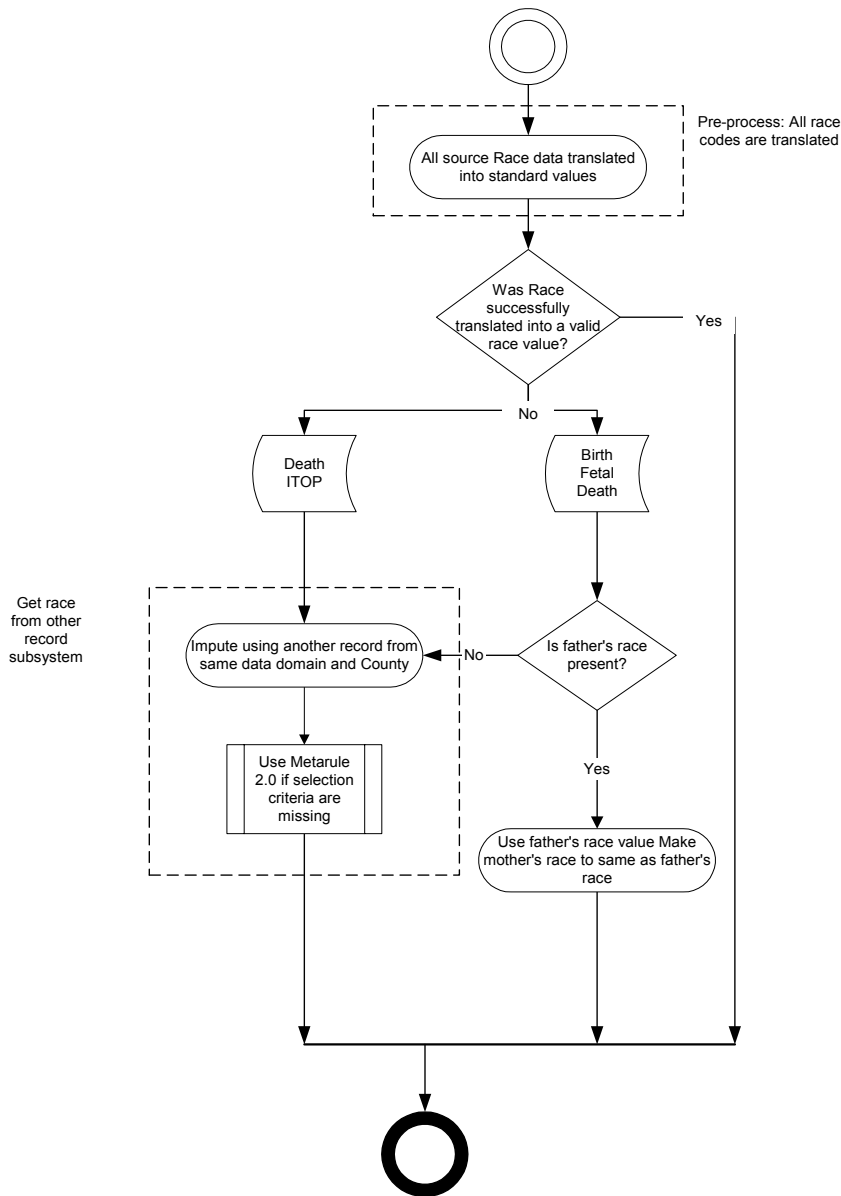 Pre-process: All race
codes are translated
All source Race data translated
into standard values
Was Race
successfully
translated into a valid
race value?
Yes
No
Death
ITOP
Birth
Fetal
Death
Get race
from other
record
subsystem
Impute using another record from
same data domain and County
No
Is father's race
present?
Use Metarule
2.0 if selection
criteria are
missing
Yes
Use father's race value Make
mother's race to same as father's
race